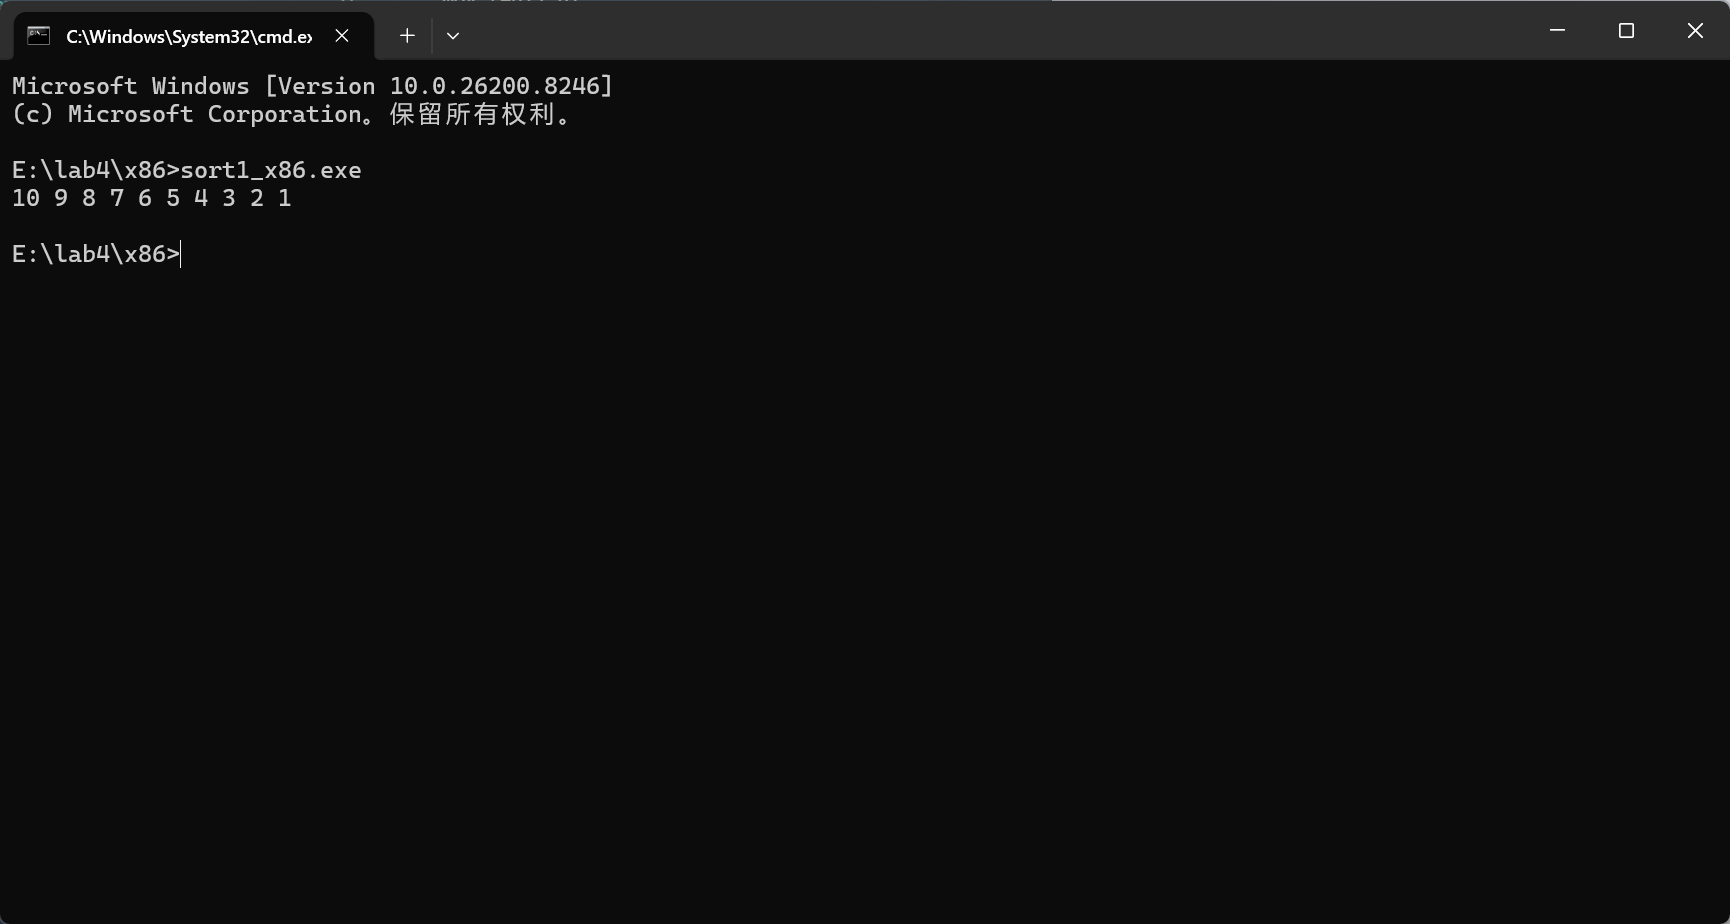 C:\Windows\System32\cmd.ex
Microsoft Windows [Version 10.0.26200.8246]
(c) Microsoft Corporation。保留所有权利。
E:\lab4\x86>sort1_x86.exe
10 9 8 7 6 5 4 3 2 1
E:\lab4\x86>